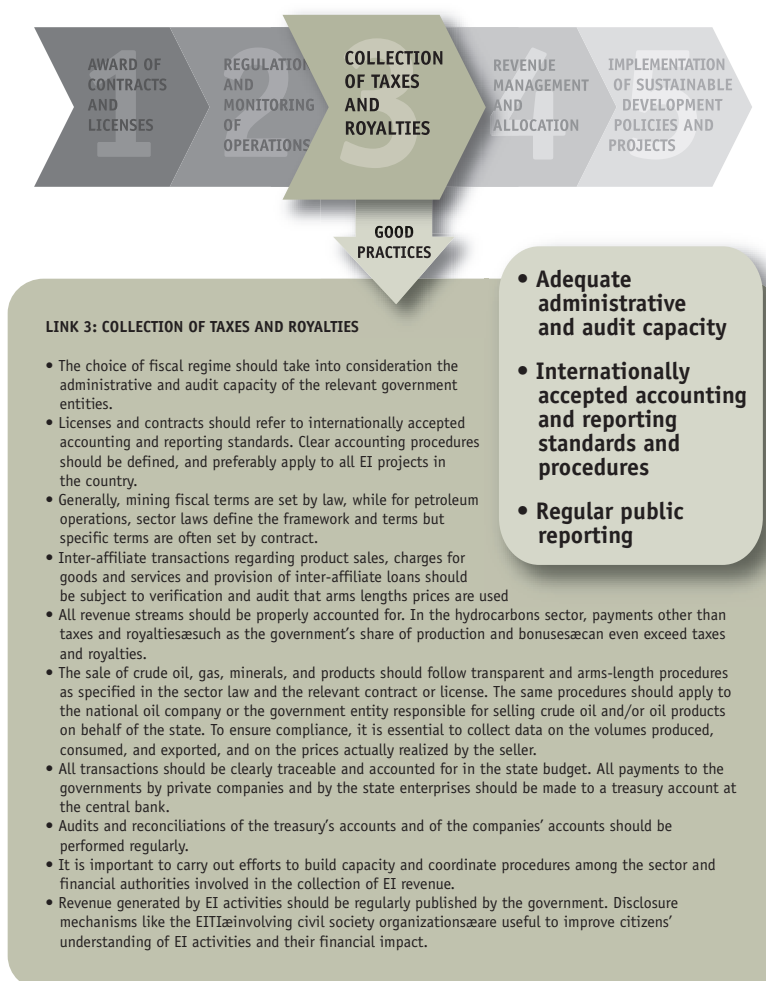 1
AWARD OF
CONTRACTS
AND
LICENSES
2
REGULATION
AND
MONITORING
OF
OPERATIONS
3
COLLECTION
OF TAXES
AND
ROYALTIES
4
REVENUE
MANAGEMENT
AND
ALLOCATION
5
IMPLEMENTATION
OF SUSTAINABLE
DEVELOPMENT
POLICIES AND
PROJECTS
GOOD
PRACTICES
• Adequate
administrative
and audit capacity
• Internationally
accepted accounting
and reporting
standards and
procedures
• Regular public
reporting
LINK 3: COLLECTION OF TAXES AND ROYALTIES
• The choice of fiscal regime should take into consideration the
administrative and audit capacity of the relevant government
entities.
• Licenses and contracts should refer to internationally accepted
accounting and reporting standards. Clear accounting procedures
should be defined, and preferably apply to all EI projects in
the country.
• Generally, mining fiscal terms are set by law, while for petroleum
operations, sector laws define the framework and terms but
specific terms are often set by contract.
• Inter-affiliate transactions regarding product sales, charges for
goods and services and provision of inter-affiliate loans should
be subject to verification and audit that arms lengths prices are used
• All revenue streams should be properly accounted for. In the hydrocarbons sector, payments other than
taxes and royaltiesæsuch as the government's share of production and bonusesæcan even exceed taxes
and royalties.
• The sale of crude oil, gas, minerals, and products should follow transparent and arms-length procedures
as specified in the sector law and the relevant contract or license. The same procedures should apply to
the national oil company or the government entity responsible for selling crude oil and/or oil products
on behalf of the state. To ensure compliance, it is essential to collect data on the volumes produced,
consumed, and exported, and on the prices actually realized by the seller.
• All transactions should be clearly traceable and accounted for in the state budget. All payments to the
governments by private companies and by the state enterprises should be made to a treasury account at
the central bank.
• Audits and reconciliations of the treasury's accounts and of the companies' accounts should be
performed regularly.
• It is important to carry out efforts to build capacity and coordinate procedures among the sector and
financial authorities involved in the collection of EI revenue.
• Revenue generated by EI activities should be regularly published by the government. Disclosure
mechanisms like the EITIæinvolving civil society organizationsæare useful to improve citizens'
understanding of EI activities and their financial impact.